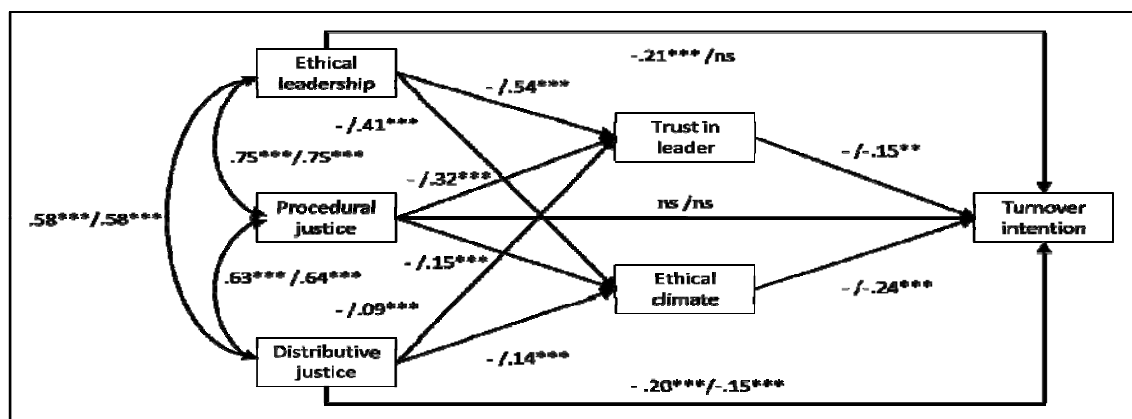 -.21*** /ns
Ethical
leadership
- /.54***
- /.41***
Trust in
leader
.75***/.75***
- /-.15**
- /.32***
ns /ns
.58***/.58***
Procedural
justice
Turnover
intention
- /.15***
.63*** /.64***
Ethical
climate
- /-.24***
- /.09***
Distributive
justice
- /.14***
- .20***/-.15***